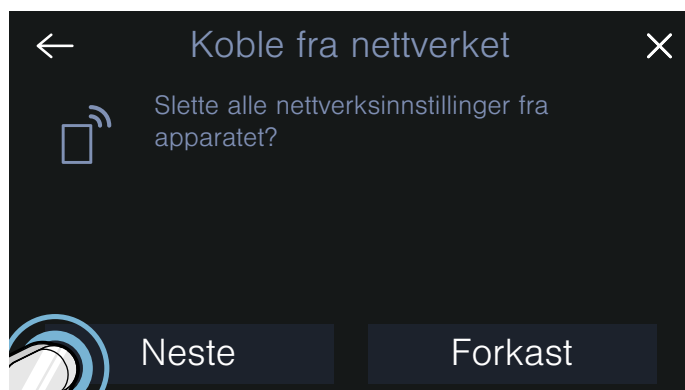 Koble fra nettverket
Slette alle nettverksinnstillinger fra
apparatet?
Neste Forkast